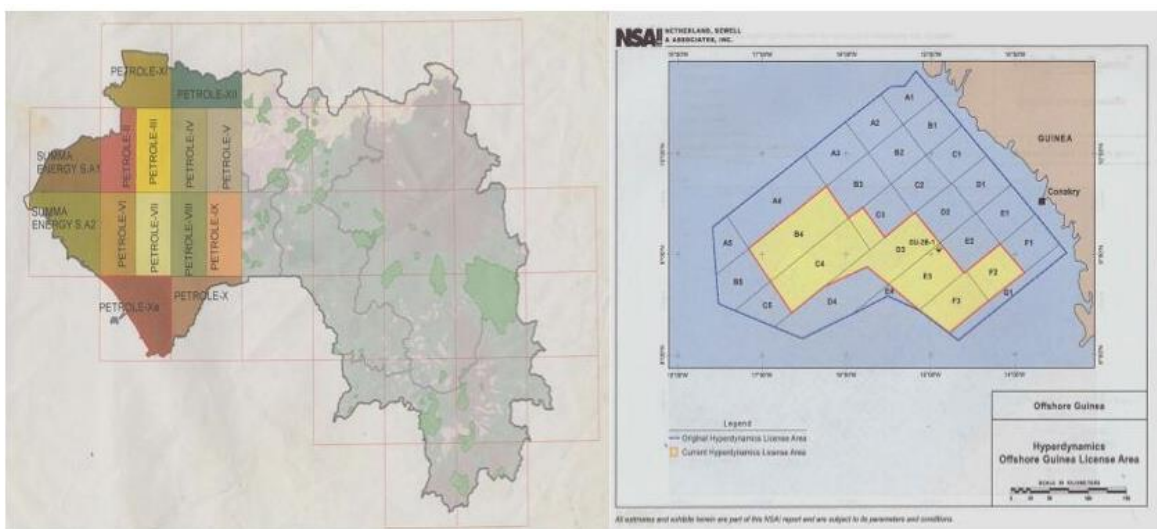 PETROLE-XI
PETROLE-XII
PETROLE-II
PETROLE-III
PETROLE-IV
PETROLE-V
SUMMA
ENERGY S.A1
SUMMA
ENERGY S.A2
PETROLE-VI
PETROLE-VII
PETROLE-VIII
PETROLE-IX
PETROLE-Xa
PETROLE-X
NSAI
NETHERLAND, SEWELL
& ASSOCIATES, INC.
A1
A2
B1
A3
B2
C1
GUINEA
B3
C2
D1
Conakry
A4
C3
D2
E1
A5
B4
D3
E2
F1
C4
F2
B5
E3
C5
D4
E4
F3
G1
Offshore Guinea
Legend
Original Hyperdynamics License Area
Current Hyperdynamics License Area
Hyperdynamics
Offshore Guinea License Area
SCALE IN KILOMETERS
All estimates and exhibits herein are part of this NSAI report and are subject to its parameters and conditions.